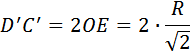 D′C′ = 2OE = 2 · R/√2